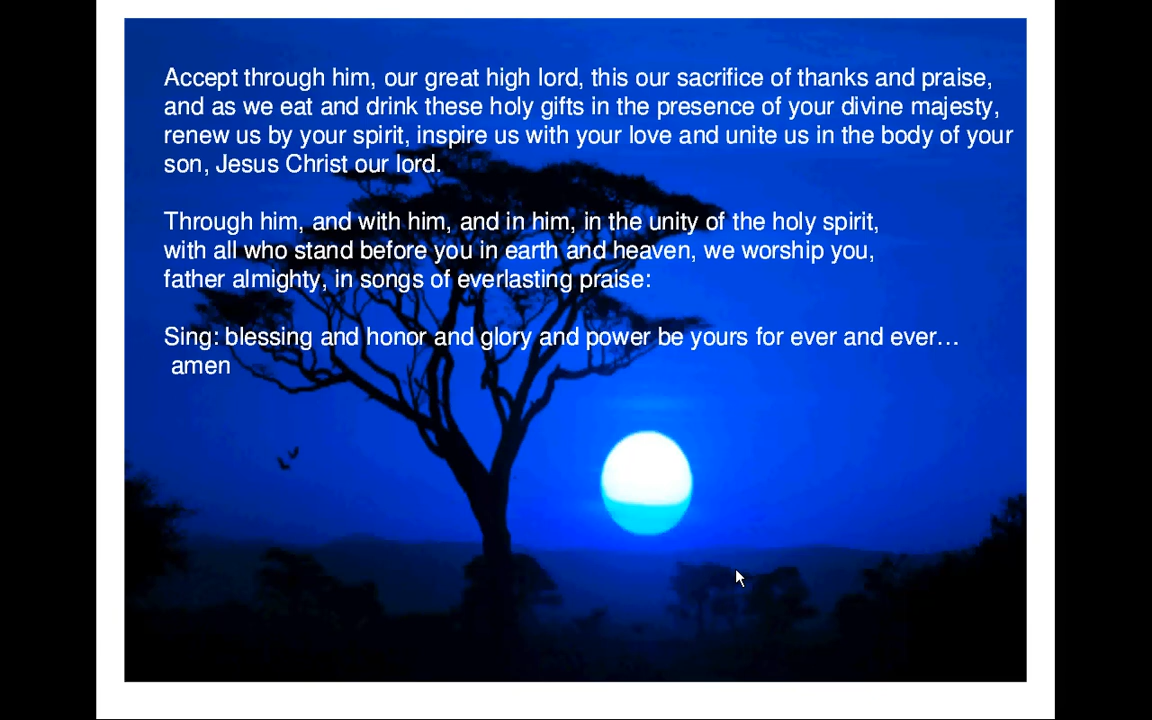 Accept through him, our great high lord, this our sacrifice of thanks and praise,
and as we eat and drink these holy gifts in the presence of your divine majesty,
renew us by your spirit, inspire us with your love and unite us in the body of your
son, Jesus Christ our lord.
Through him, and with him, and in him, in the unity of the holy spirit,
with all who stand before you in earth and heaven, we worship you,
father almighty, in songs of everlasting praise:
Sing: blessing and honor and glory and power be yours for ever and ever…
amen